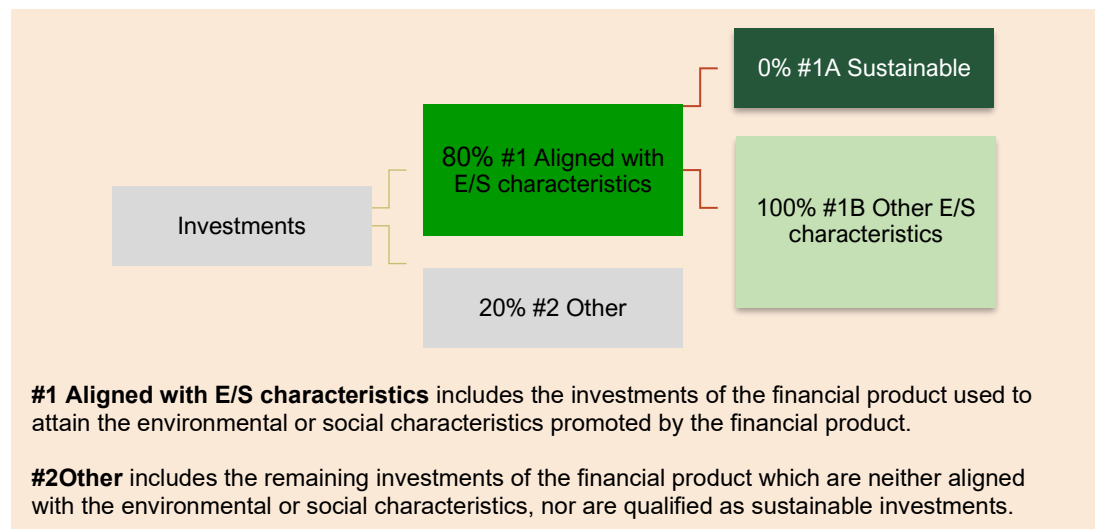 0% #1A Sustainable
80% #1 Aligned with
E/S characteristics
100% #1B Other E/S
characteristics
Investments
20% #2 Other
#1 Aligned with E/S characteristics includes the investments of the financial product used to
attain the environmental or social characteristics promoted by the financial product.
#2Other includes the remaining investments of the financial product which are neither aligned
with the environmental or social characteristics, nor are qualified as sustainable investments.